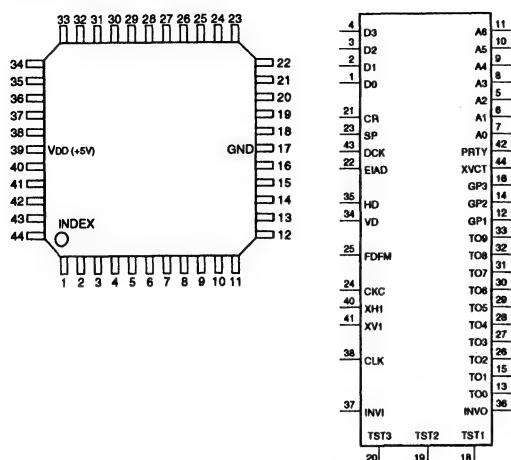 33 32 31 30 29 28 27 26 25 24 23
34
35
36
37
38
39
40
41
42
43
44
VDD (+5V)
GND
INDEX
22
21
20
19
18
17
16
15
14
13
12
1 2 3 4 5 6 7 8 9 10 11
4 D3
3 D2
2 D1
1 D0
21 CR
23 SP
43 DCK
22 EIAD
35 HD
34 VD
25 FDFM
24 CKC
40 XH1
41 XV1
38 CLK
37 INVI
A6 11
A5 10
A4 9
A3 8
A2 5
A1 6
A0 7
PRTY 42
XVCT 44
GP3 16
GP2 14
GP1 12
TO9 33
TO8 32
TO7 31
TO6 30
TO5 29
TO4 28
TO3 27
TO2 26
TO1 15
TO0 13
INVO 36
TST3 TST2 TST1
20 19 18